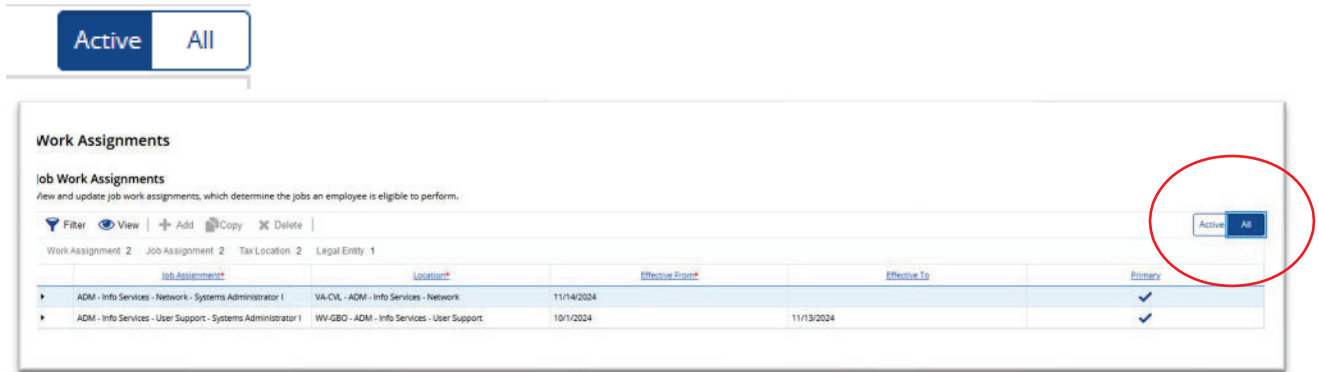 Active All
Work Assignments
Job Work Assignments
View and update job work assignments, which determine the jobs an employee is eligible to perform.
Filter View Add Copy Delete Active All
Work Assignment 2 Job Assignment 2 Tax Location 2 Legal Entity 1
Job Assignment* Location* Effective From* Effective To Primary
ADM - Info Services - Network - Systems Administrator I VA-CVL - ADM - Info Services - Network 11/14/2024
ADM - Info Services - User Support - Systems Administrator I WV-GBO - ADM - Info Services - User Support 10/1/2024 11/13/2024